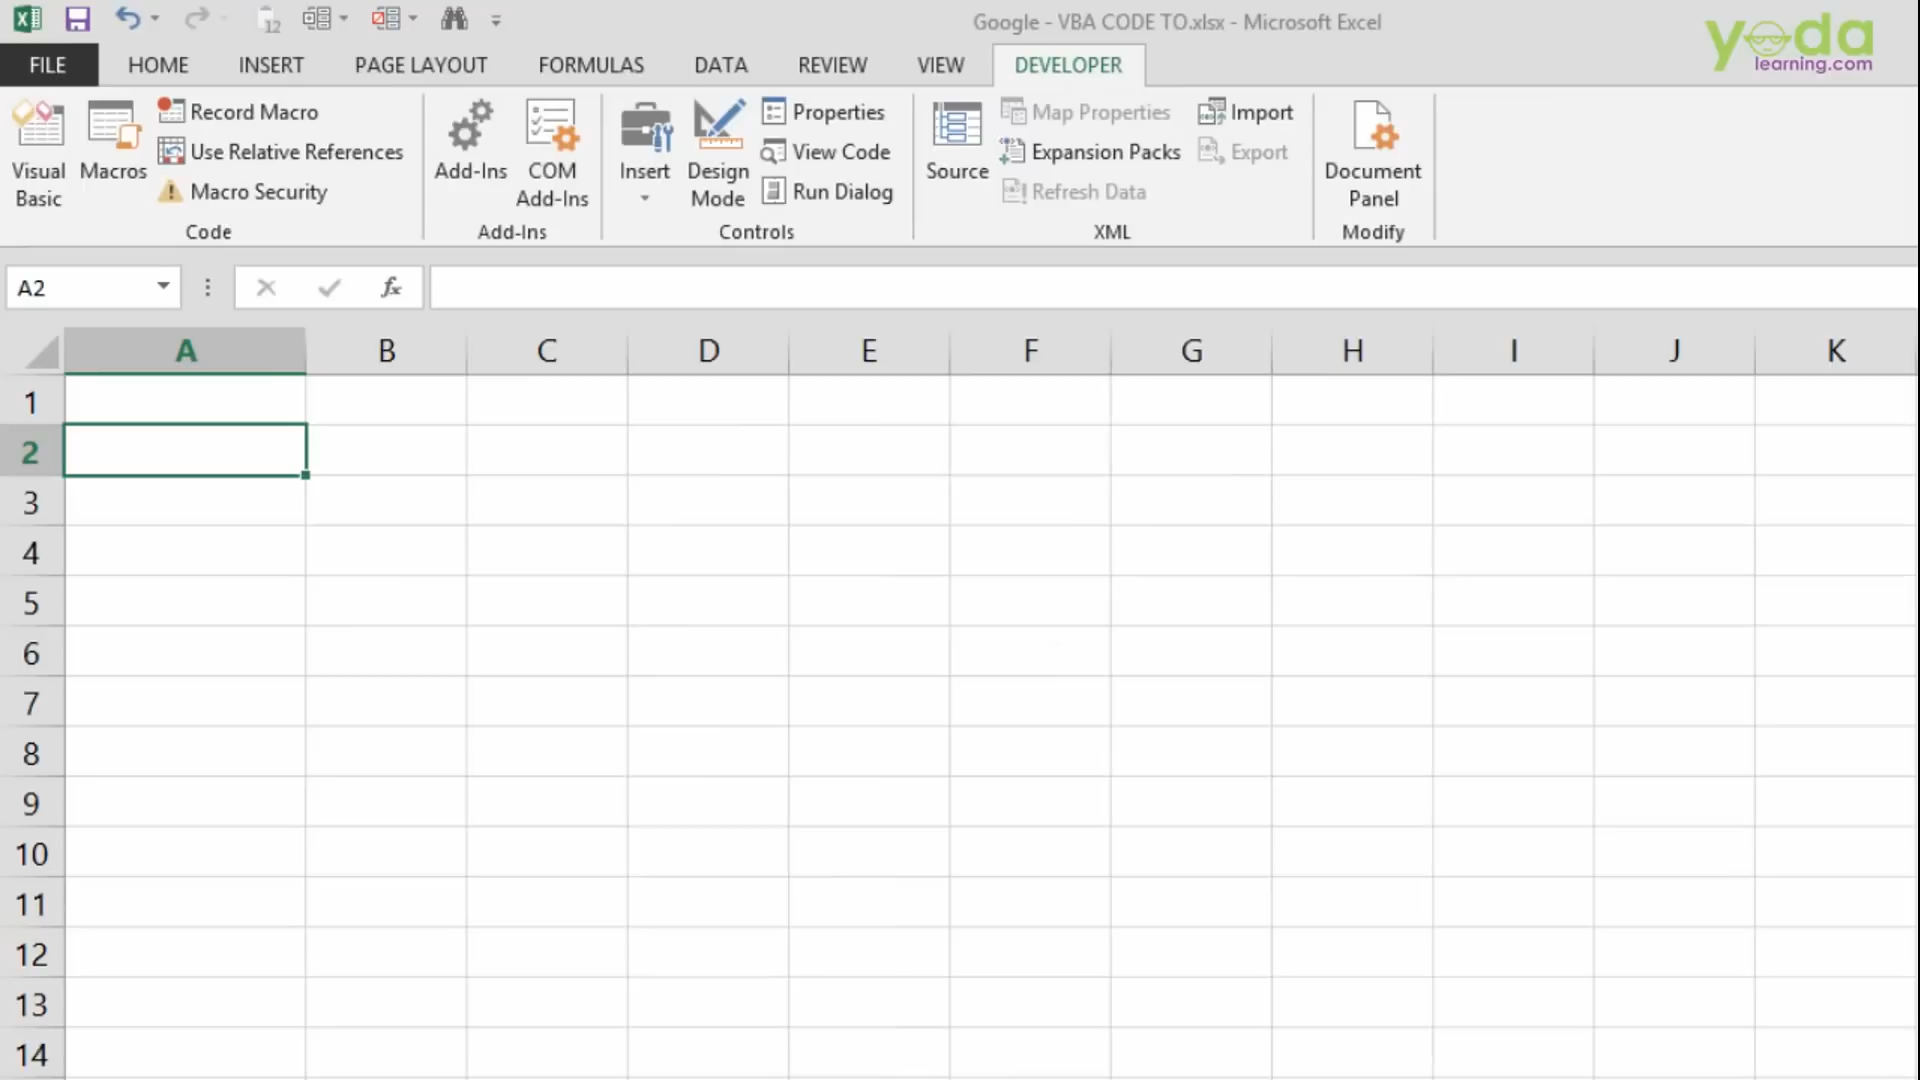 12
Google - VBA CODE TO.xlsx - Microsoft Excel
yoda
learning.com
FILE HOME INSERT PAGE LAYOUT FORMULAS DATA REVIEW VIEW DEVELOPER
Visual
Basic
Macros
Record Macro
Use Relative References
Macro Security
Code
Add-Ins
COM
Add-Ins
Add-Ins
Insert
Design
Mode
Properties
View Code
Run Dialog
Controls
Source
Map Properties
Expansion Packs
Refresh Data
Import
Export
XML
Document
Panel
Modify
A2
fx
A B C D E F G H I J K
1
2
3
4
5
6
7
8
9
10
11
12
13
14